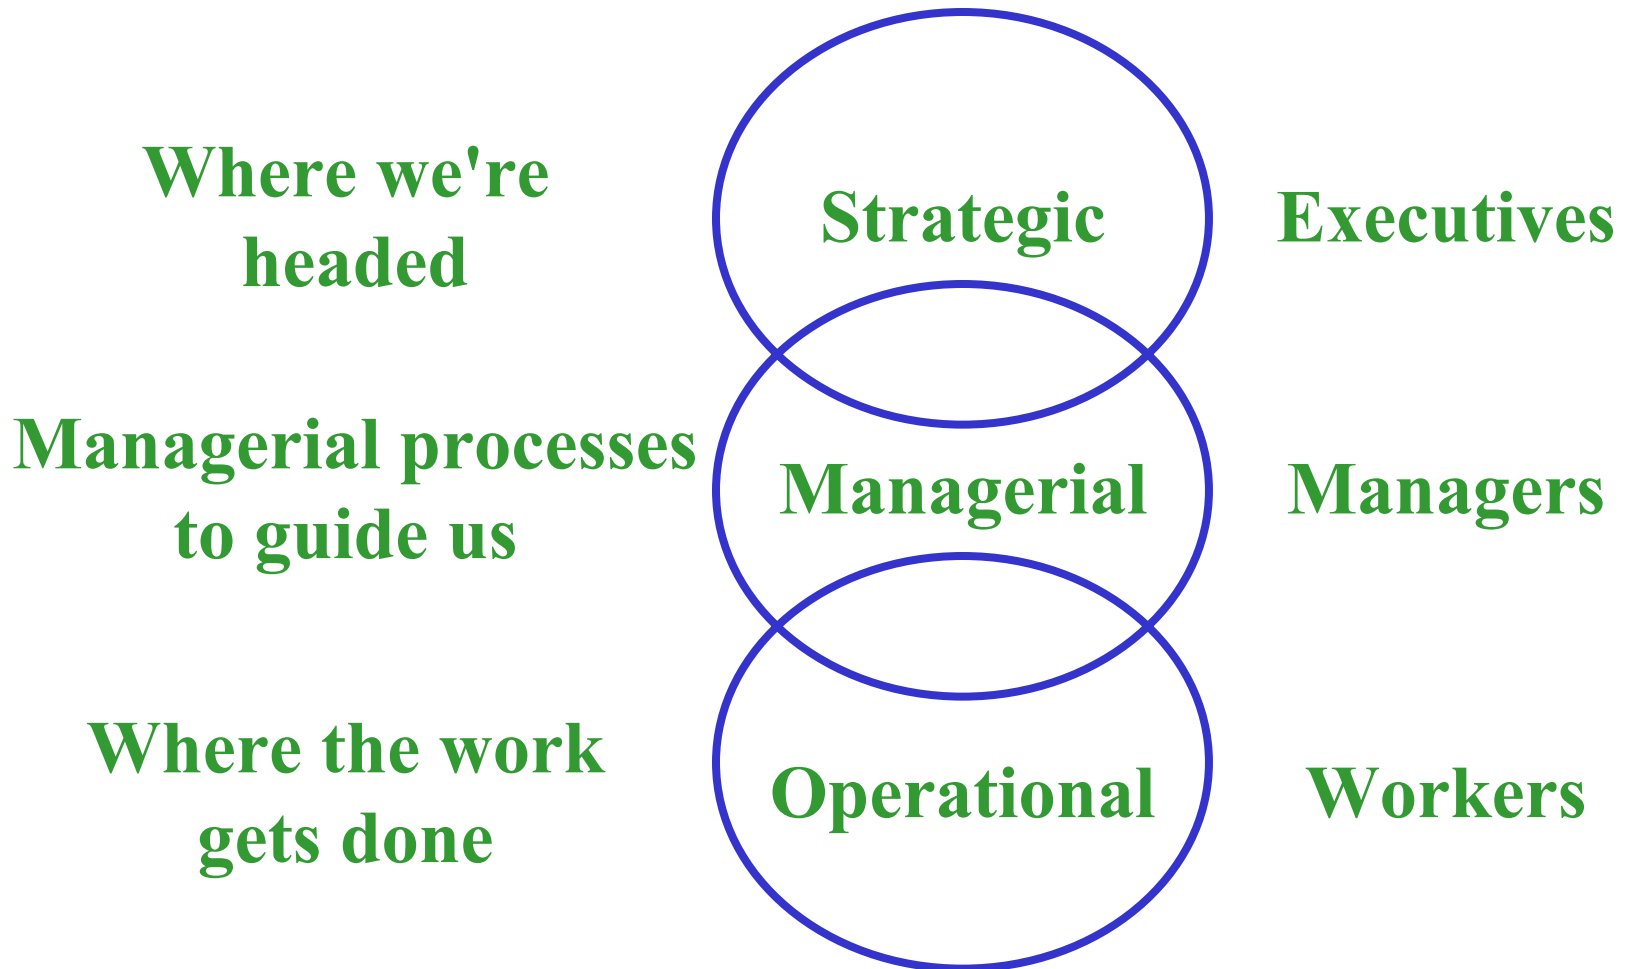 Where we're
headed
Strategic
Executives
Managerial processes
to guide us
Managerial
Managers
Where the work
gets done
Operational
Workers